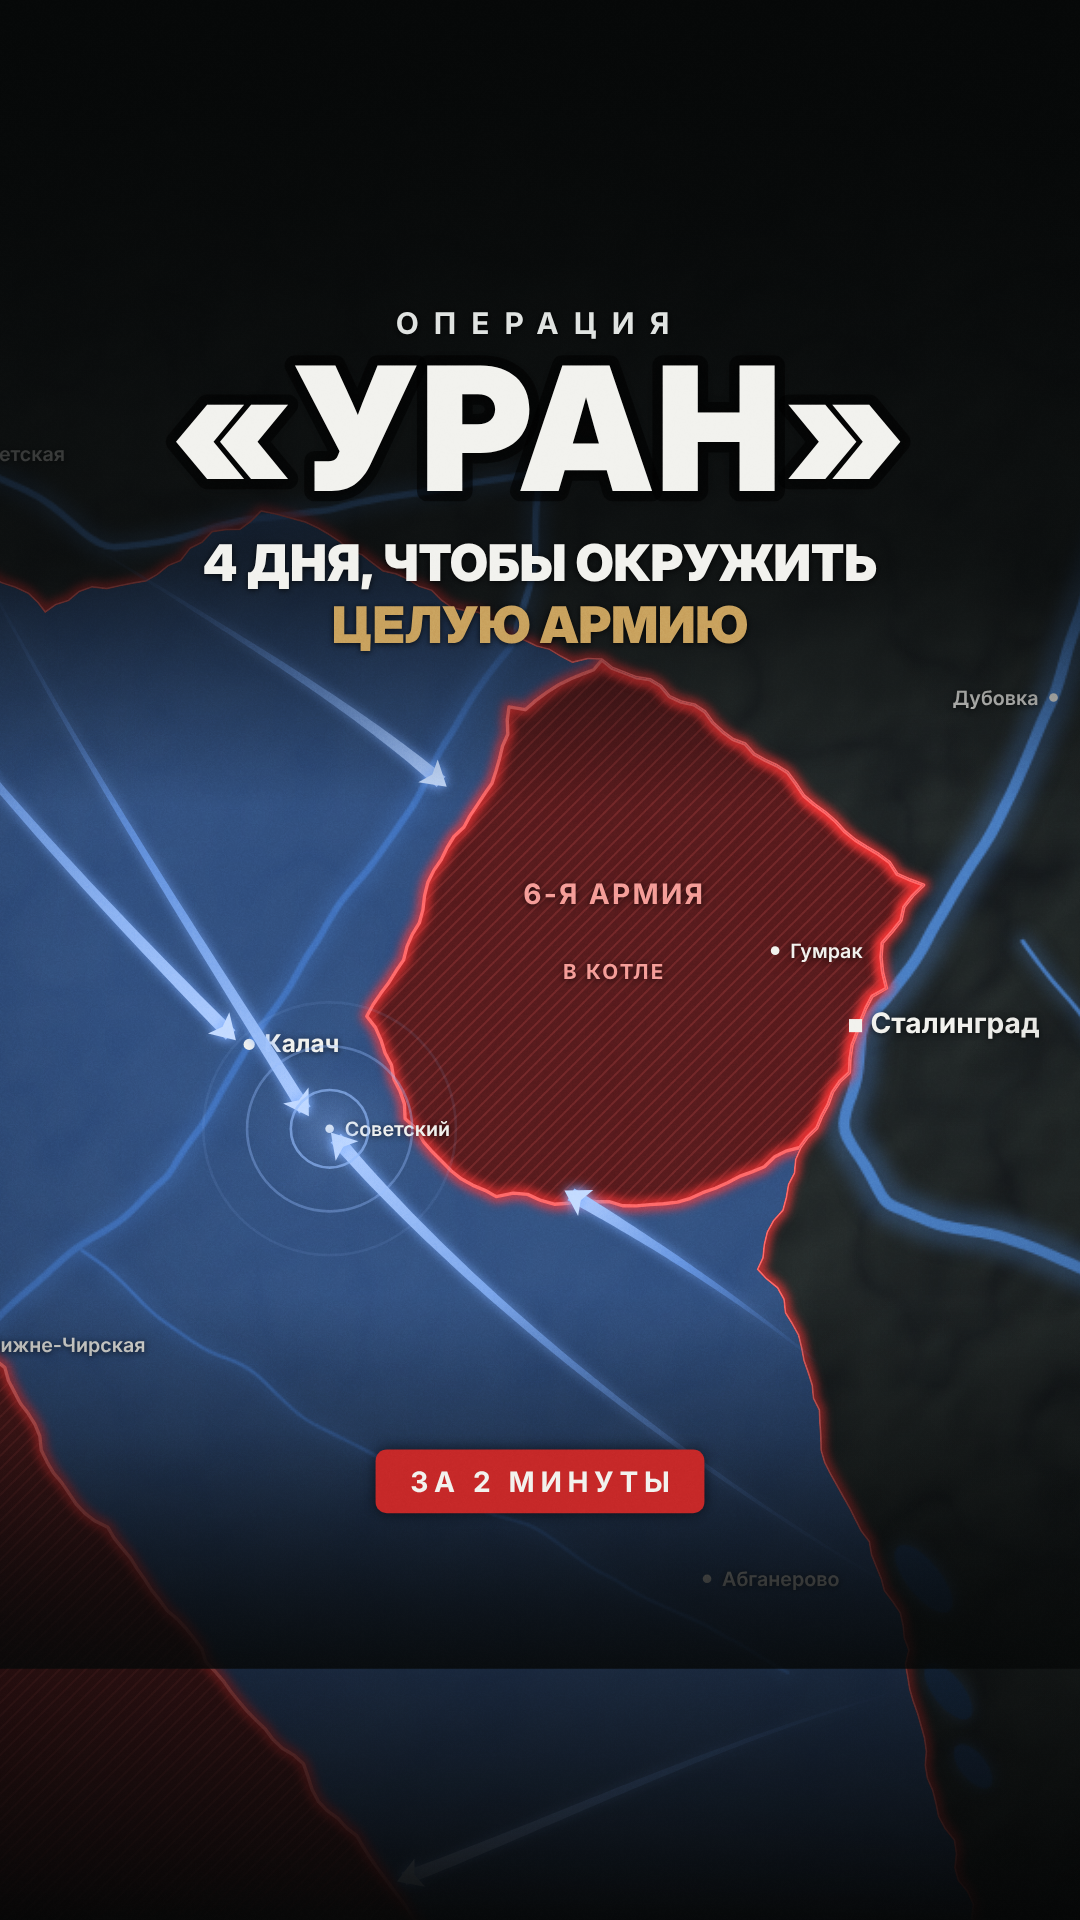 ОПЕРАЦИЯ
«УРАН»
етская
4 ДНЯ, ЧТОБЫ ОКРУЖИТЬ
ЦЕЛУЮ АРМИЮ
Дубовка
6-Я АРМИЯ
Гумрак
В КОТЛЕ
Сталинград
Калач
Советский
ижне-Чирская
ЗА 2 МИНУТЫ
Абганерово